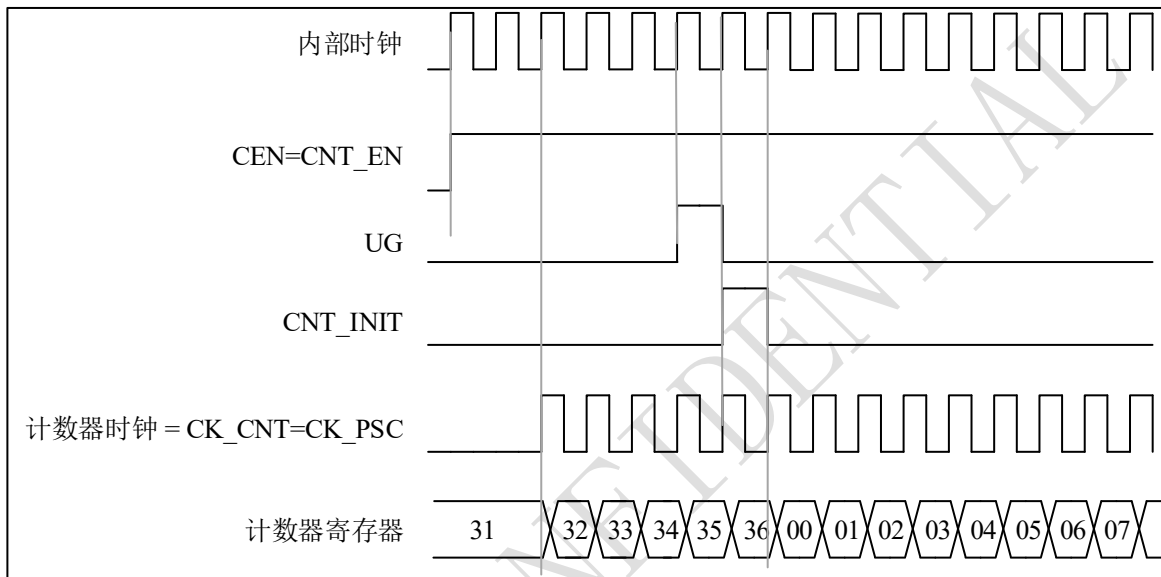 内部时钟
CEN=CNT_EN
UG
CNT_INIT
计数器时钟 = CK_CNT=CK_PSC
计数器寄存器 31 32 33 34 35 36 00 01 02 03 04 05 06 07
NFIDENTIAL